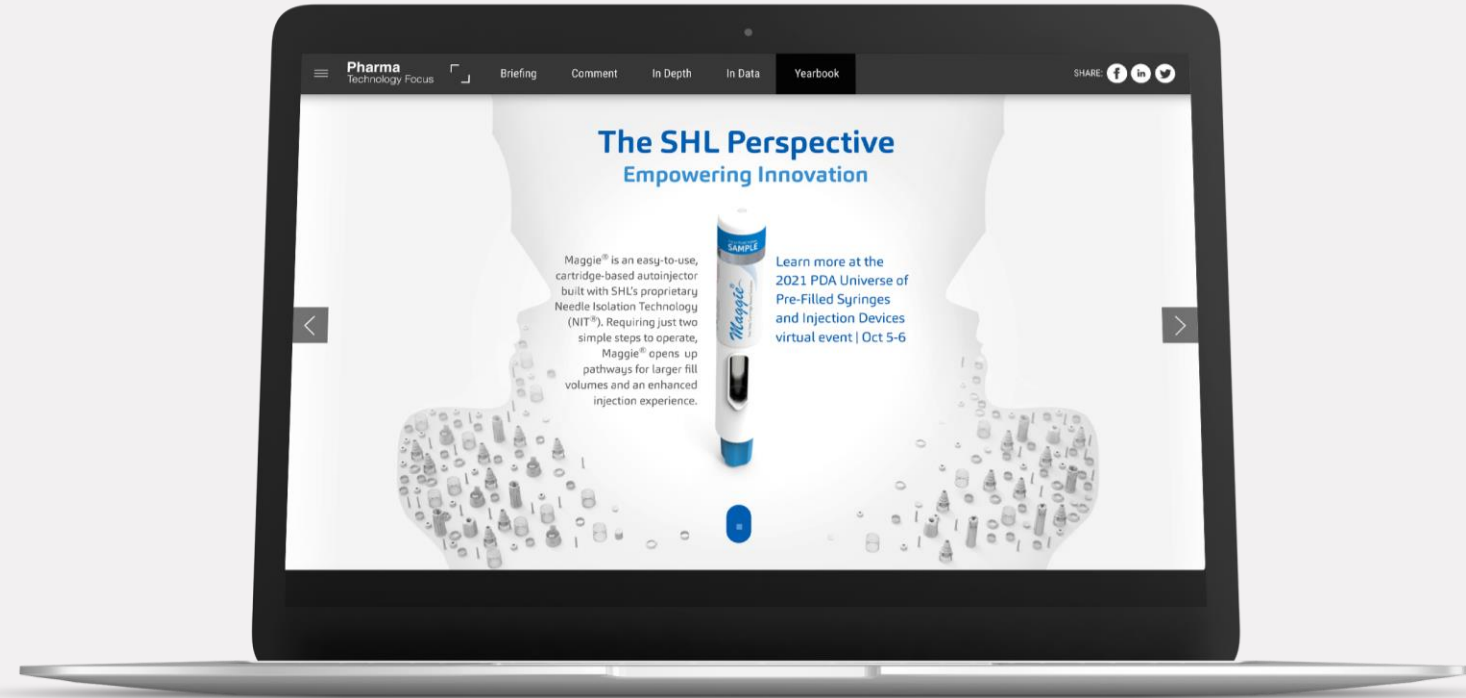 Pharma
Technology Focus
Briefing
Comment
In Depth
In Data
Yearbook
SHARE:
The SHL Perspective
Empowering Innovation
Maggie® is an easy-to-use,
cartridge-based autoinjector
built with SHL's proprietary
Needle Isolation Technology
(NIT®). Requiring just two
simple steps to operate,
Maggie® opens up
pathways for larger fill
volumes and an enhanced
injection experience.
SAMPLE
Maggie®
Learn more at the
2021 PDA Universe of
Pre-Filled Syringes
and Injection Devices
virtual event | Oct 5-6